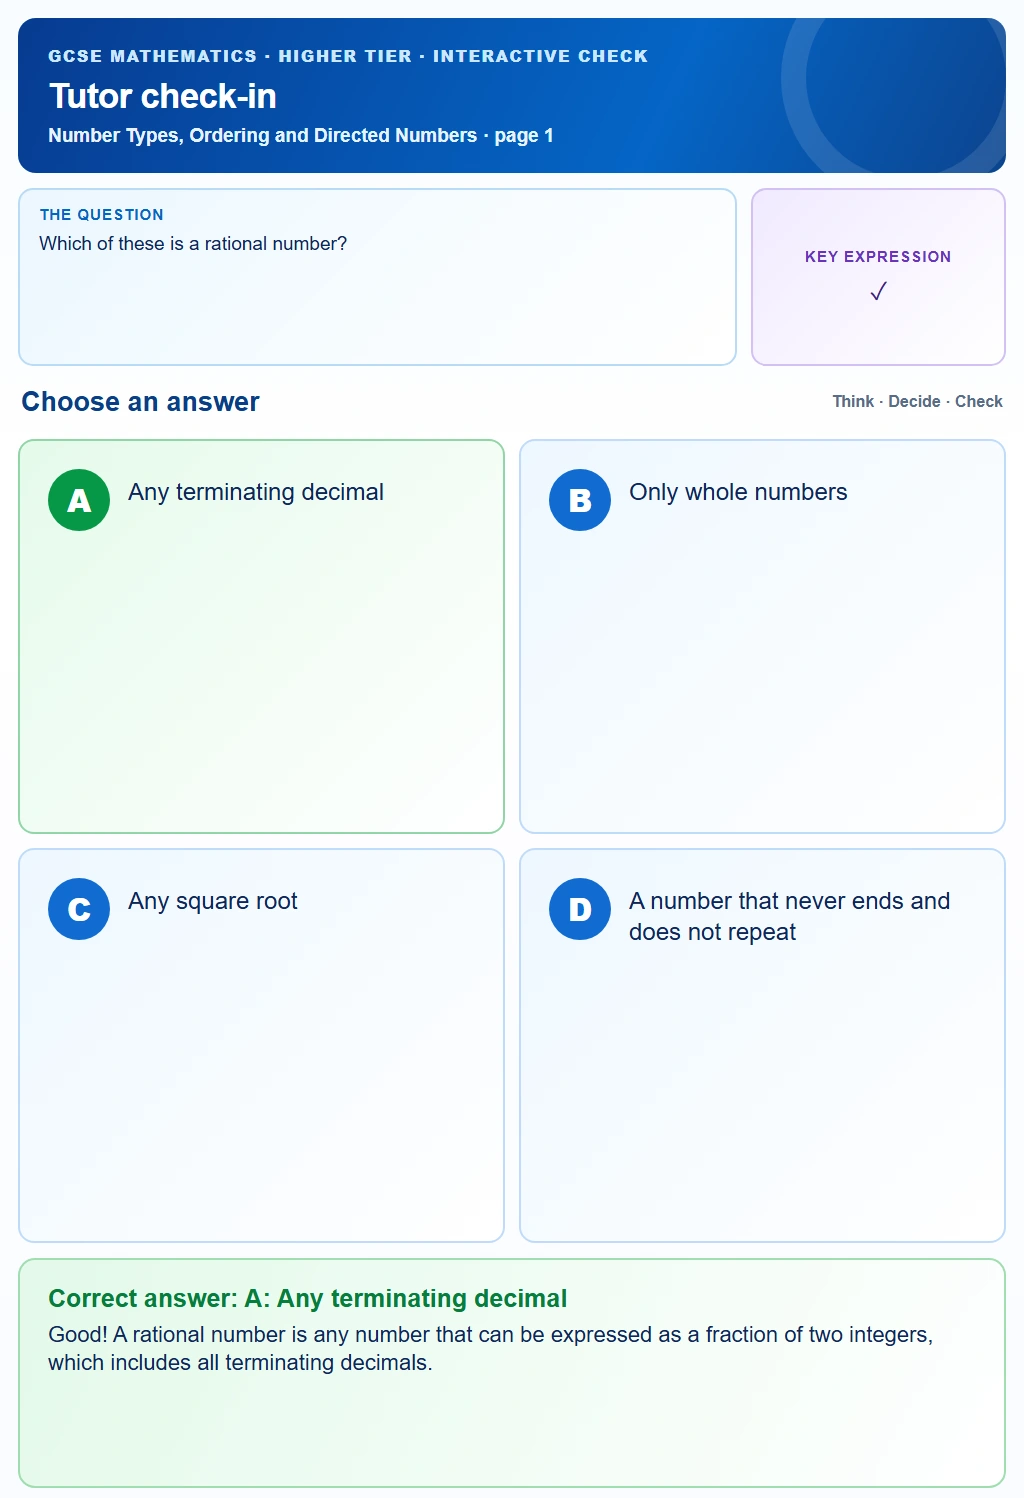 GCSE MATHEMATICS · HIGHER TIER · INTERACTIVE CHECK
Tutor check-in
Number Types, Ordering and Directed Numbers · page 1
THE QUESTION
Which of these is a rational number?
KEY EXPRESSION
✓
Choose an answer
Think · Decide · Check
A
Any terminating decimal
B
Only whole numbers
C
Any square root
D
A number that never ends and
does not repeat
Correct answer: A: Any terminating decimal
Good! A rational number is any number that can be expressed as a fraction of two integers,
which includes all terminating decimals.